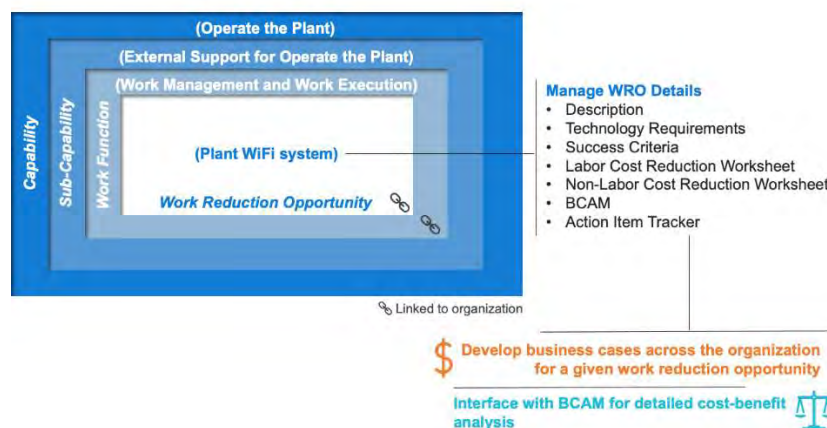 (Operate the Plant)
(External Support for Operate the Plant)
(Work Management and Work Execution)
Capability
Sub-Capability
Work Function
(Plant WiFi system)
Work Reduction Opportunity
Linked to organization
Manage WRO Details
• Description
• Technology Requirements
• Success Criteria
• Labor Cost Reduction Worksheet
• Non-Labor Cost Reduction Worksheet
• BCAM
• Action Item Tracker
$ Develop business cases across the organization
for a given work reduction opportunity
Interface with BCAM for detailed cost-benefit
analysis